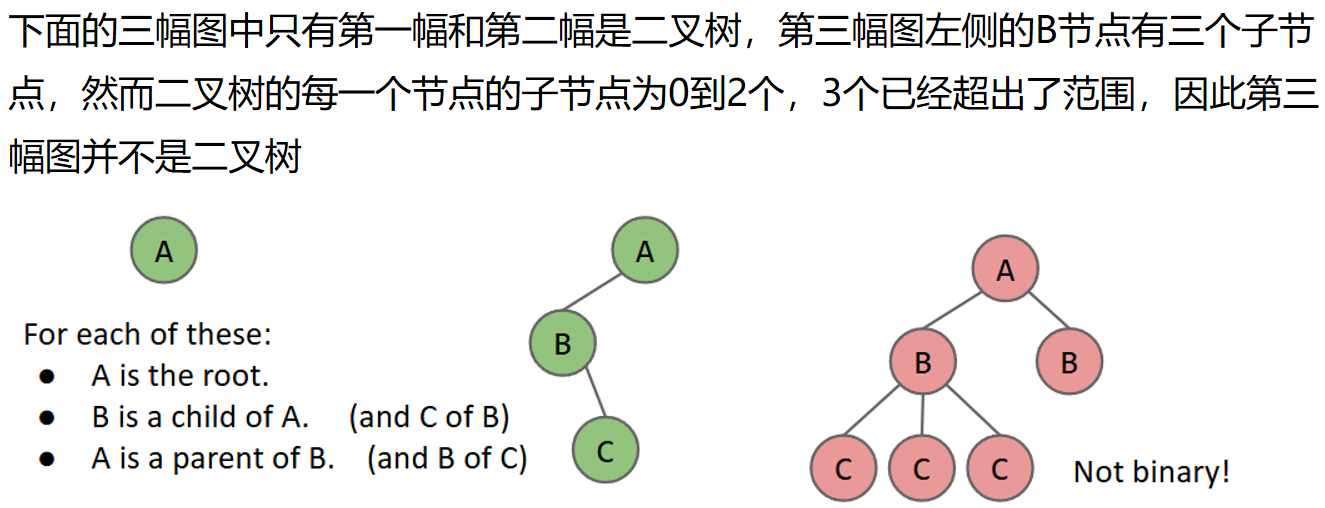 下面的三幅图中只有第一幅和第二幅是二叉树，第三幅图左侧的B节点有三个子节
点，然而二叉树的每一个节点的子节点为0到2个，3个已经超出了范围，因此第三
幅图并不是二叉树
A
For each of these:
● A is the root.
● B is a child of A. (and C of B)
● A is a parent of B. (and B of C)
A
B
C
A
B B
C C C
Not binary!